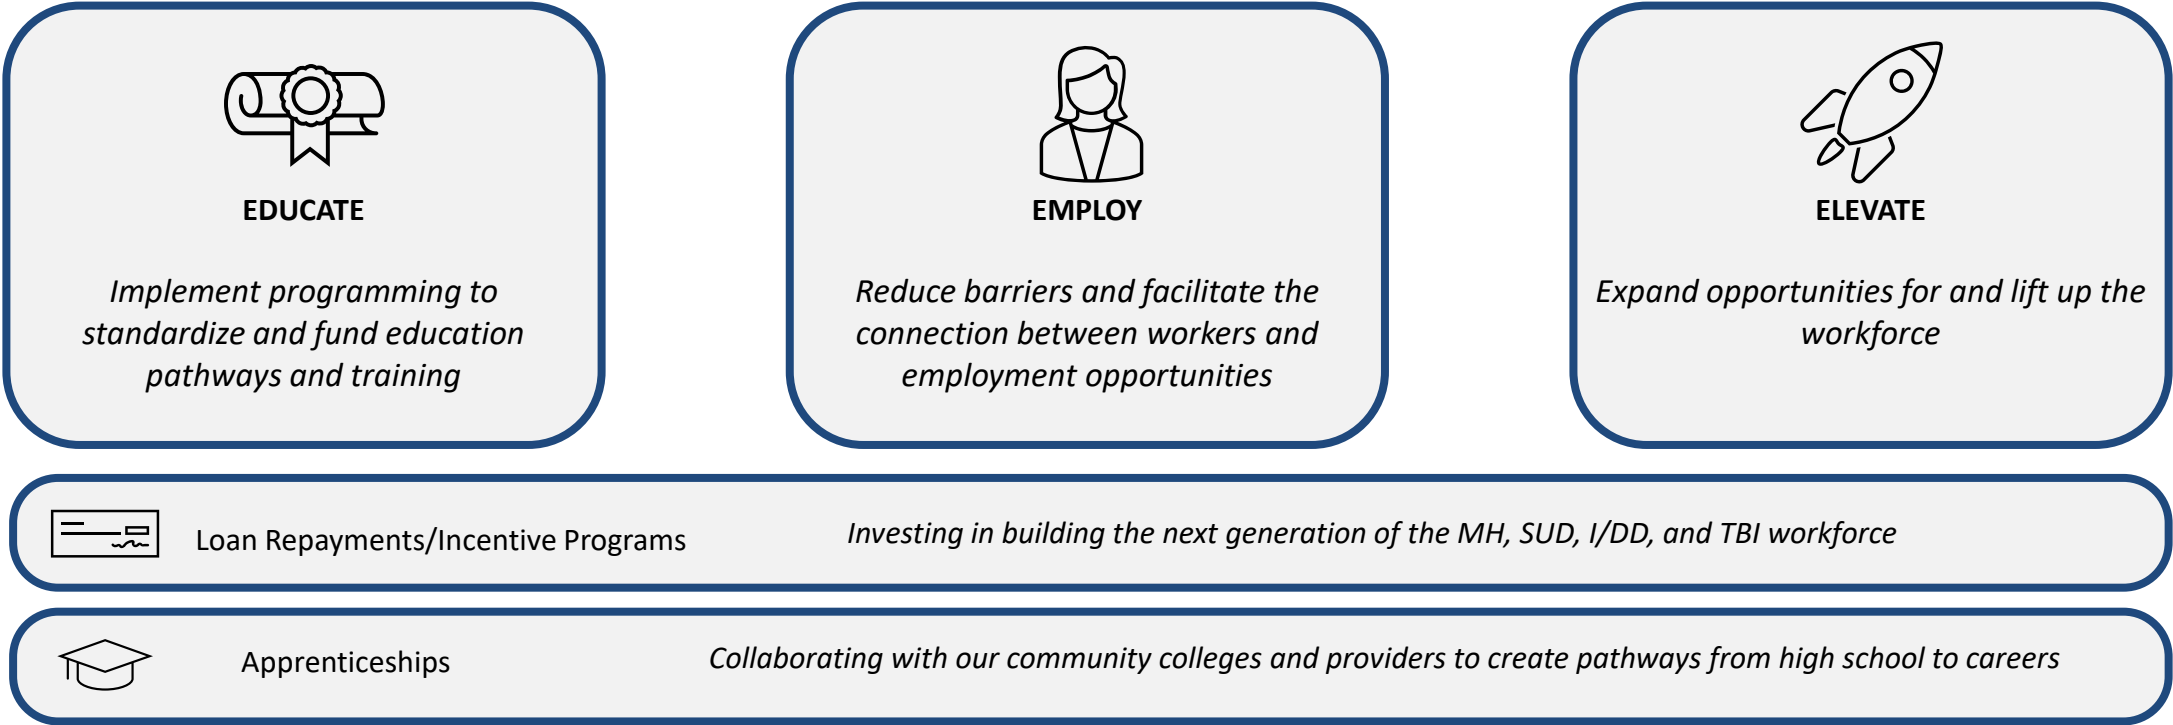 EDUCATE
Implement programming to
standardize and fund education
pathways and training
EMPLOY
Reduce barriers and facilitate the
connection between workers and
employment opportunities
ELEVATE
Expand opportunities for and lift up the
workforce
Loan Repayments/Incentive Programs
Investing in building the next generation of the MH, SUD, I/DD, and TBI workforce
Apprenticeships
Collaborating with our community colleges and providers to create pathways from high school to careers